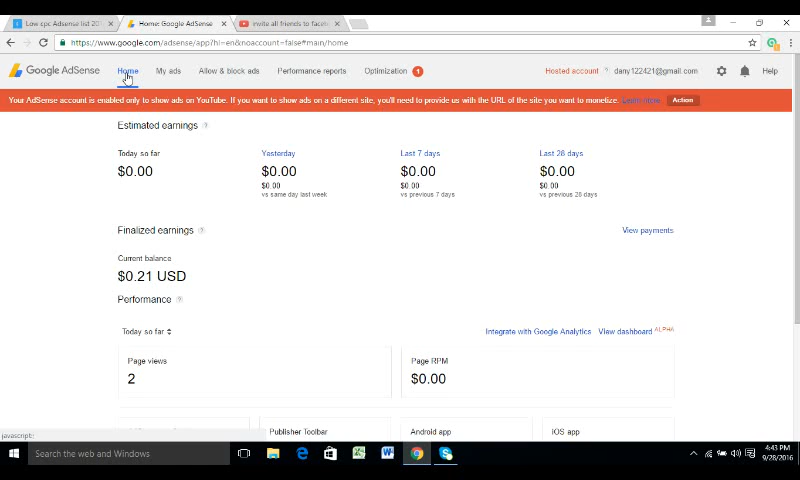 Low cpc Adsense list 201
Home: Google AdSense
invite all friends to faceb
https://www.google.com/adsense/app?hl=en&noaccount=false#main/home
Google AdSense
Home
My ads
Allow & block ads
Performance reports
Optimization
1
Hosted account
dany122421@gmail.com
Help
Your AdSense account is enabled only to show ads on YouTube. If you want to show ads on a different site, you'll need to provide us with the URL of the site you want to monetize. Learn more
Action
Estimated earnings
Today so far
Yesterday
Last 7 days
Last 28 days
$0.00
$0.00
$0.00
$0.00
$0.00
$0.00
$0.00
vs same day last week
vs previous 7 days
vs previous 28 days
Finalized earnings
View payments
Current balance
$0.21 USD
Performance
Today so far
Integrate with Google Analytics
View dashboard ALPHA
Page views
2
Page RPM
$0.00
Publisher Toolbar
Android app
IOS app
javascript:
Search the web and Windows
4:43 PM
9/28/2016